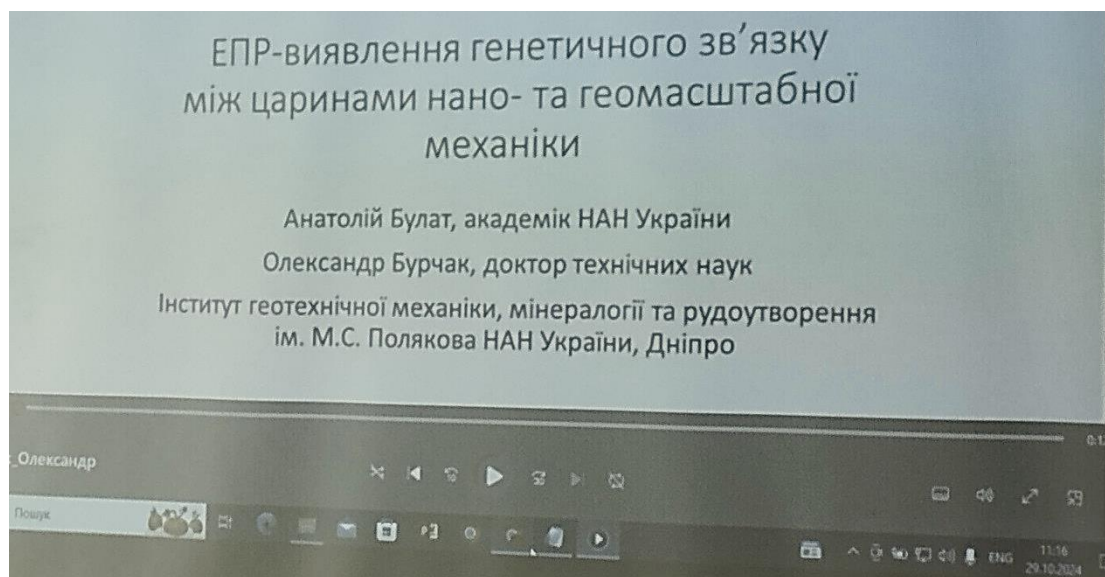 ЕПР-виявлення генетичного зв’язку
між царинами нано- та геомасштабної
механіки
Анатолій Булат, академік НАН України
Олександр Бурчак, доктор технічних наук
Інститут геотехнічної механіки, мінералогії та рудоутворення
ім. М.С. Полякова НАН України, Дніпро
_Олександр
Пошук
ENG
11:16
29.10.2024